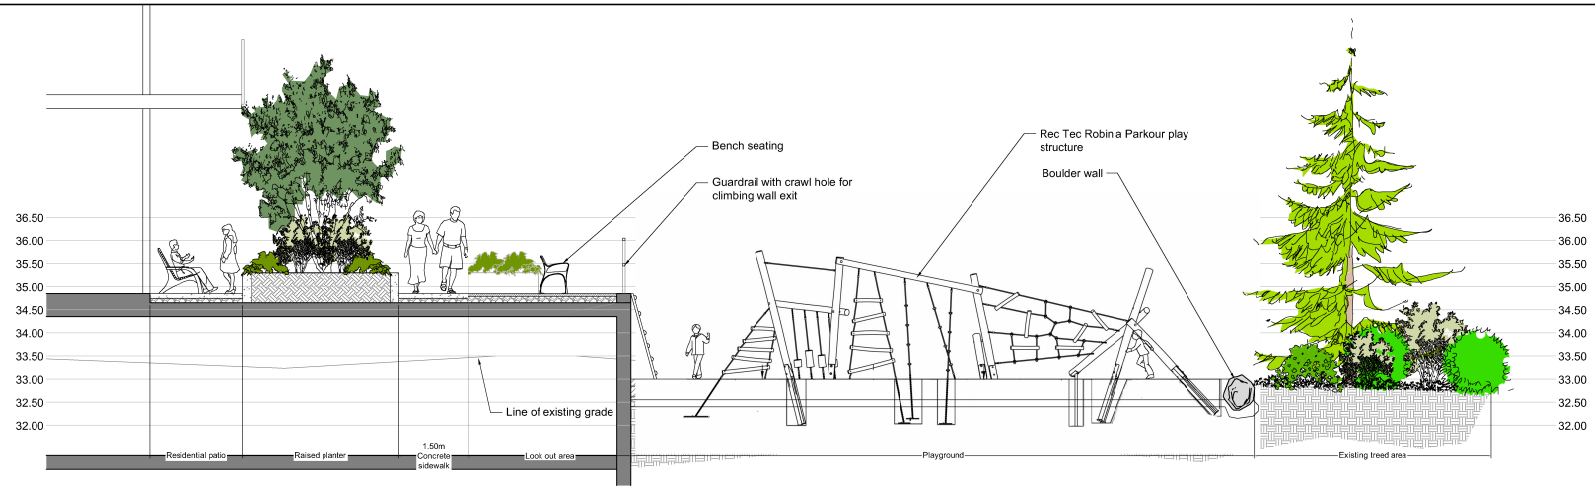 Bench seating
Guardrail with crawl hole for
climbing wall exit
Rec Tec Robina Parkour play
structure
Boulder wall
36.50
36.00
35.50
35.00
34.50
34.00
33.50
33.00
32.50
32.00
36.50
36.00
35.50
35.00
34.50
34.00
33.50
33.00
32.50
32.00
Line of existing grade
Residential patio
Raised planter
1.50m
Concrete
sidewalk
Look out area
Playground
Existing treed area